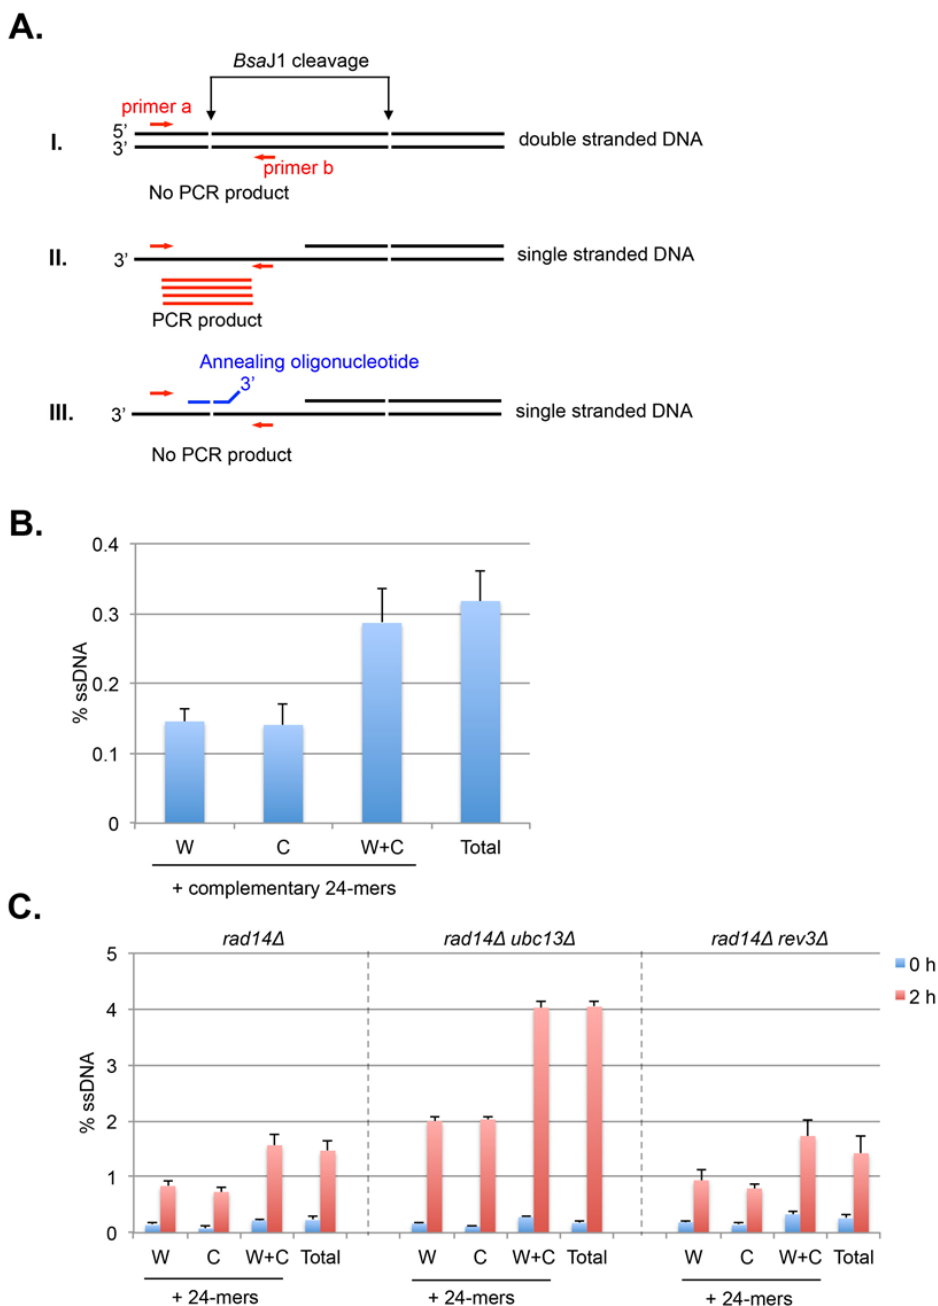 A.
BsaJ1 cleavage
primer a
I.
5’
3’
double stranded DNA
primer b
No PCR product
II.
3’
single stranded DNA
PCR product
Annealing oligonucleotide
3’
III.
3’
single stranded DNA
No PCR product
B.
% ssDNA
0.4
0.3
0.2
0.1
0
W C W+C Total
+ complementary 24-mers
C.
rad14Δ rad14Δ ubc13Δ rad14Δ rev3Δ
0 h
2 h
% ssDNA
5
4
3
2
1
0
W C W+C Total W C W+C Total W C W+C Total
+ 24-mers + 24-mers + 24-mers